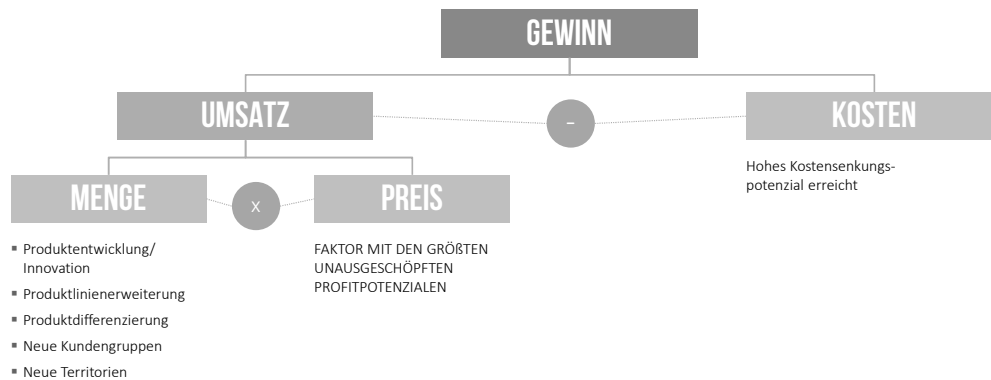 GEWINN
UMSATZ
–
KOSTEN
Hohes Kostensenkungs-
potenzial erreicht
MENGE
X
PREIS
▪ Produktentwicklung/
Innovation
▪ Produktlinienerweiterung
▪ Produktdifferenzierung
▪ Neue Kundengruppen
▪ Neue Territorien
FAKTOR MIT DEN GRÖßTEN
UNAUSGESCHÖPFTEN
PROFITPOTENZIALEN